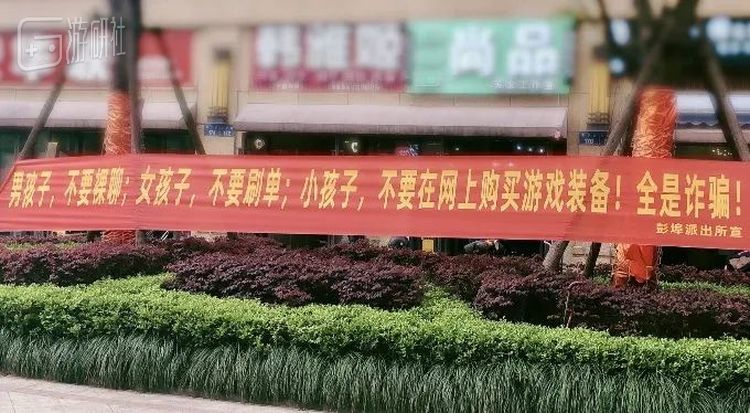 游研社
韩雅
尚品
男孩子，不要裸聊；女孩子，不要刷单；小孩子，不要在网上购买游戏装备！全是诈骗！
彭埠派出所宣